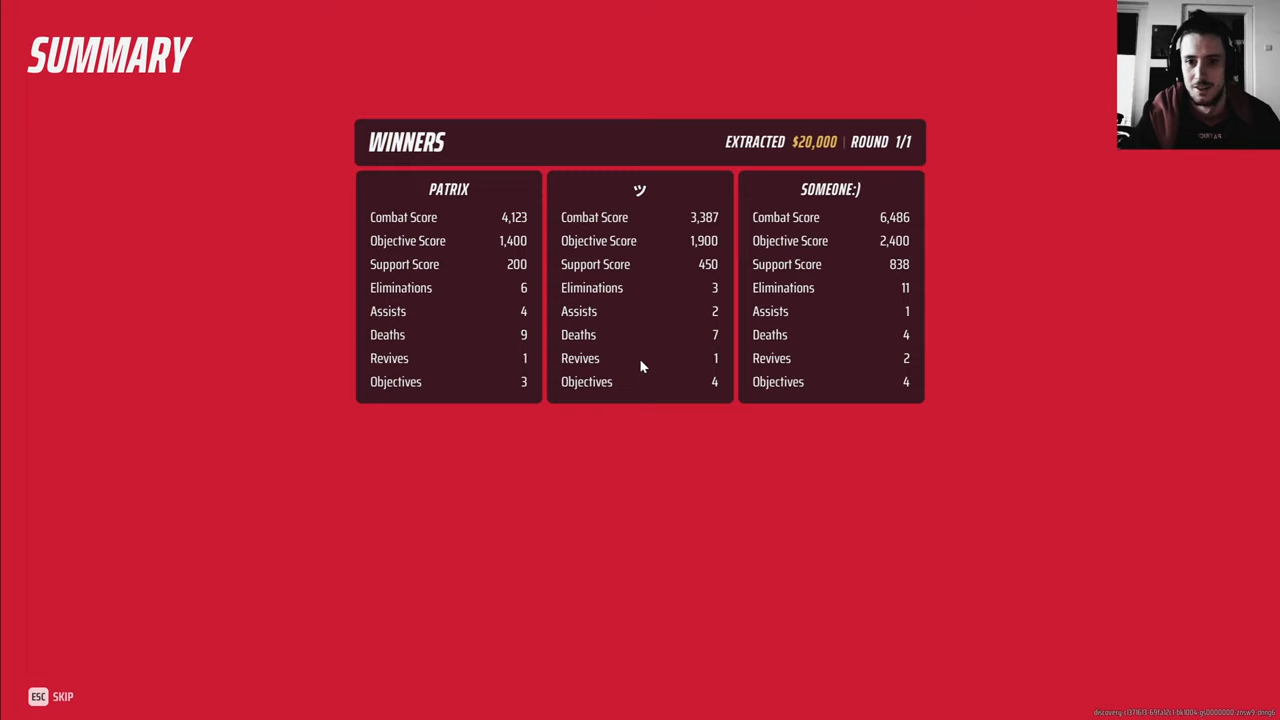 SUMMARY
WINNERS EXTRACTED $20,000 | ROUND 1/1
PATRIX
Combat Score 4,123
Objective Score 1,400
Support Score 200
Eliminations 6
Assists 4
Deaths 9
Revives 1
Objectives 3
ツ
Combat Score 3,387
Objective Score 1,900
Support Score 450
Eliminations 3
Assists 2
Deaths 7
Revives 1
Objectives 4
SOMEONE:)
Combat Score 6,486
Objective Score 2,400
Support Score 838
Eliminations 11
Assists 1
Deaths 4
Revives 2
Objectives 4
ESC SKIP